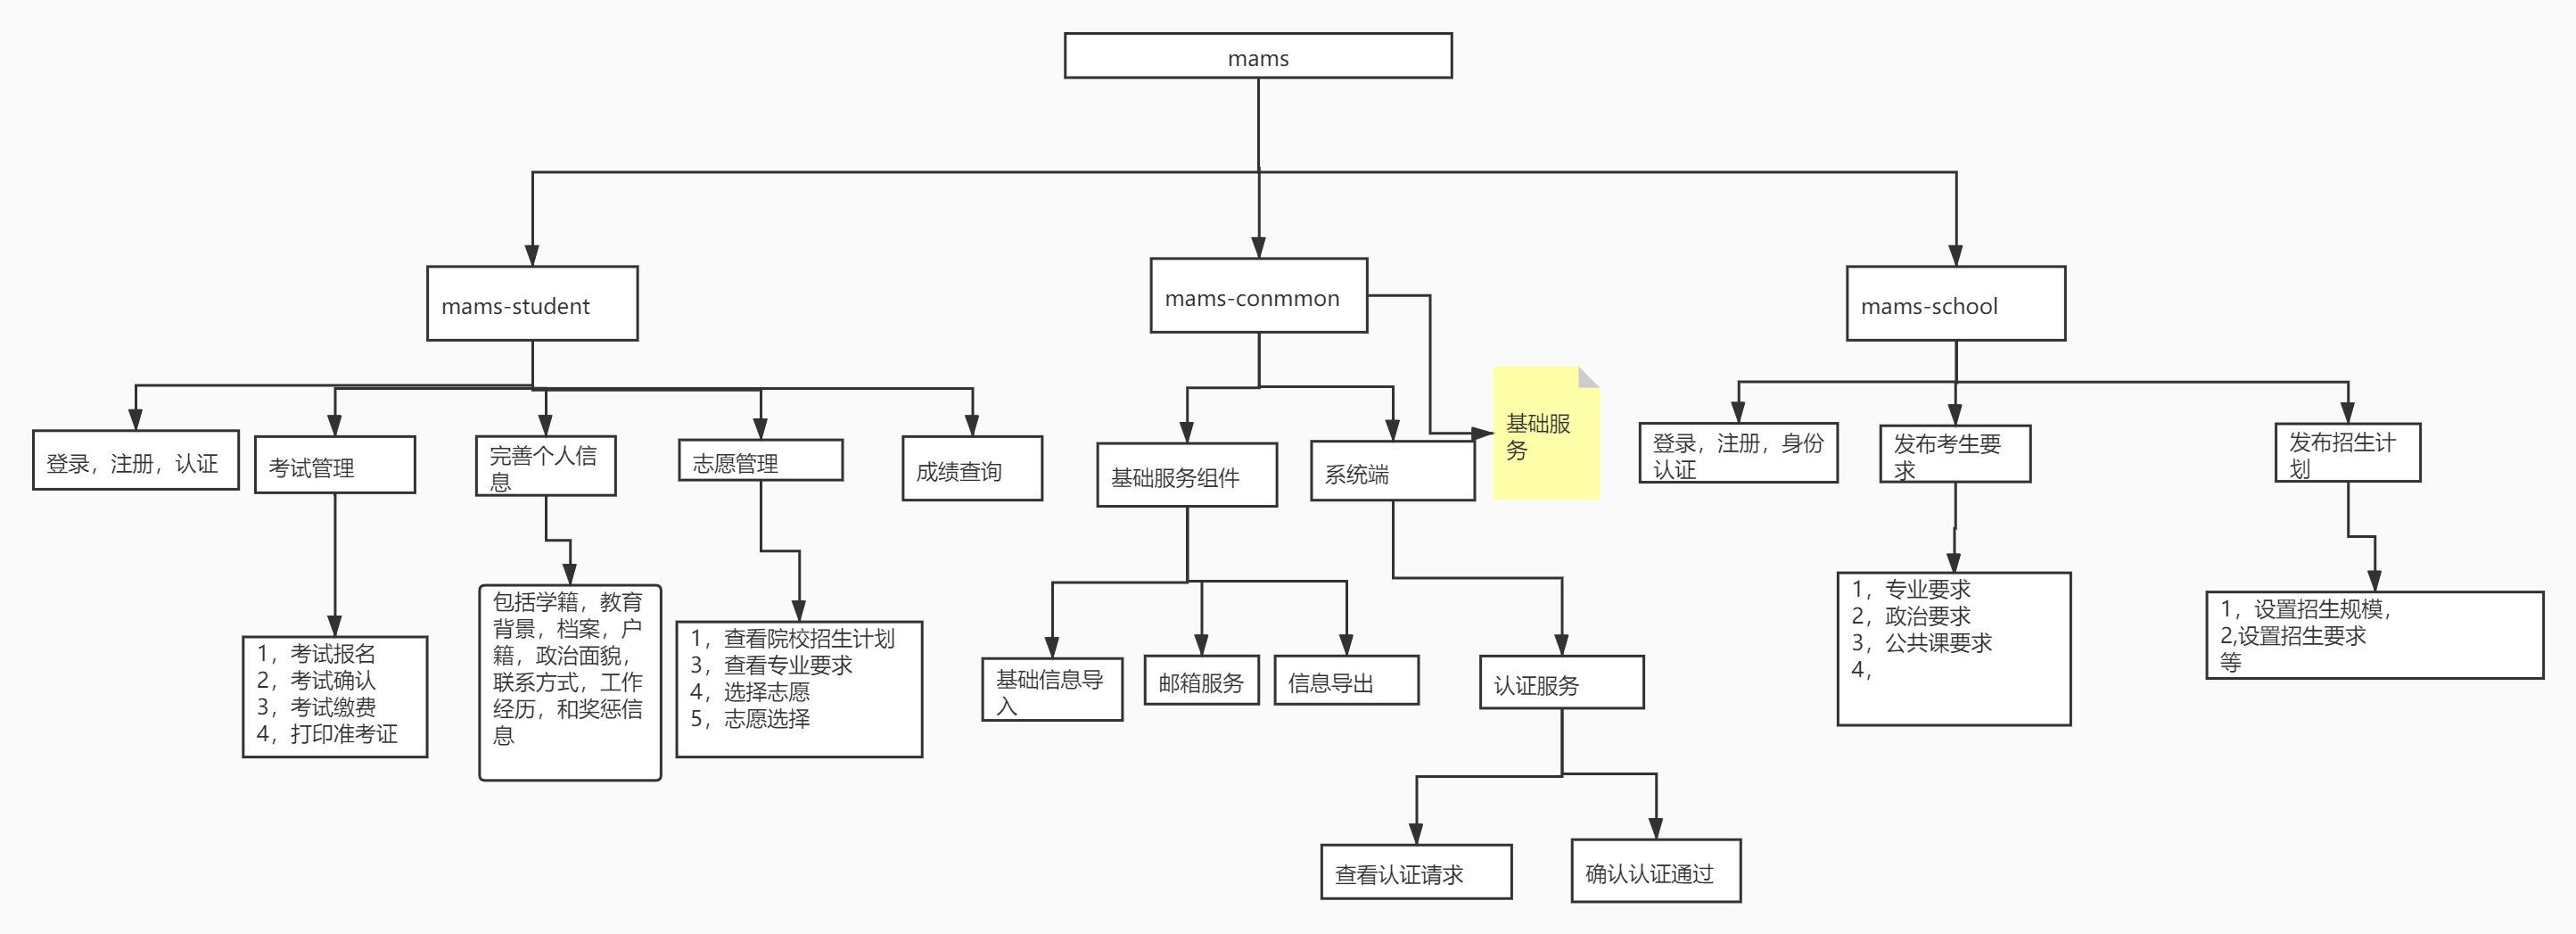 mams
mams-student
mams-conmmon
mams-school
登录，注册，认证
考试管理
完善个人信
息
志愿管理
成绩查询
基础服务组件
系统端
基础服
务
登录，注册，身份
认证
发布考生要
求
发布招生计
划
1，考试报名
2，考试确认
3，考试缴费
4，打印准考证
包括学籍，教育
背景，档案，户
籍，政治面貌，
联系方式，工作
经历，和奖惩信
息
1，查看院校招生计划
3，查看专业要求
4，选择志愿
5，志愿选择
基础信息导
入
邮箱服务
信息导出
认证服务
1，专业要求
2，政治要求
3，公共课要求
4，
1，设置招生规模，
2,设置招生要求
等
查看认证请求
确认认证通过